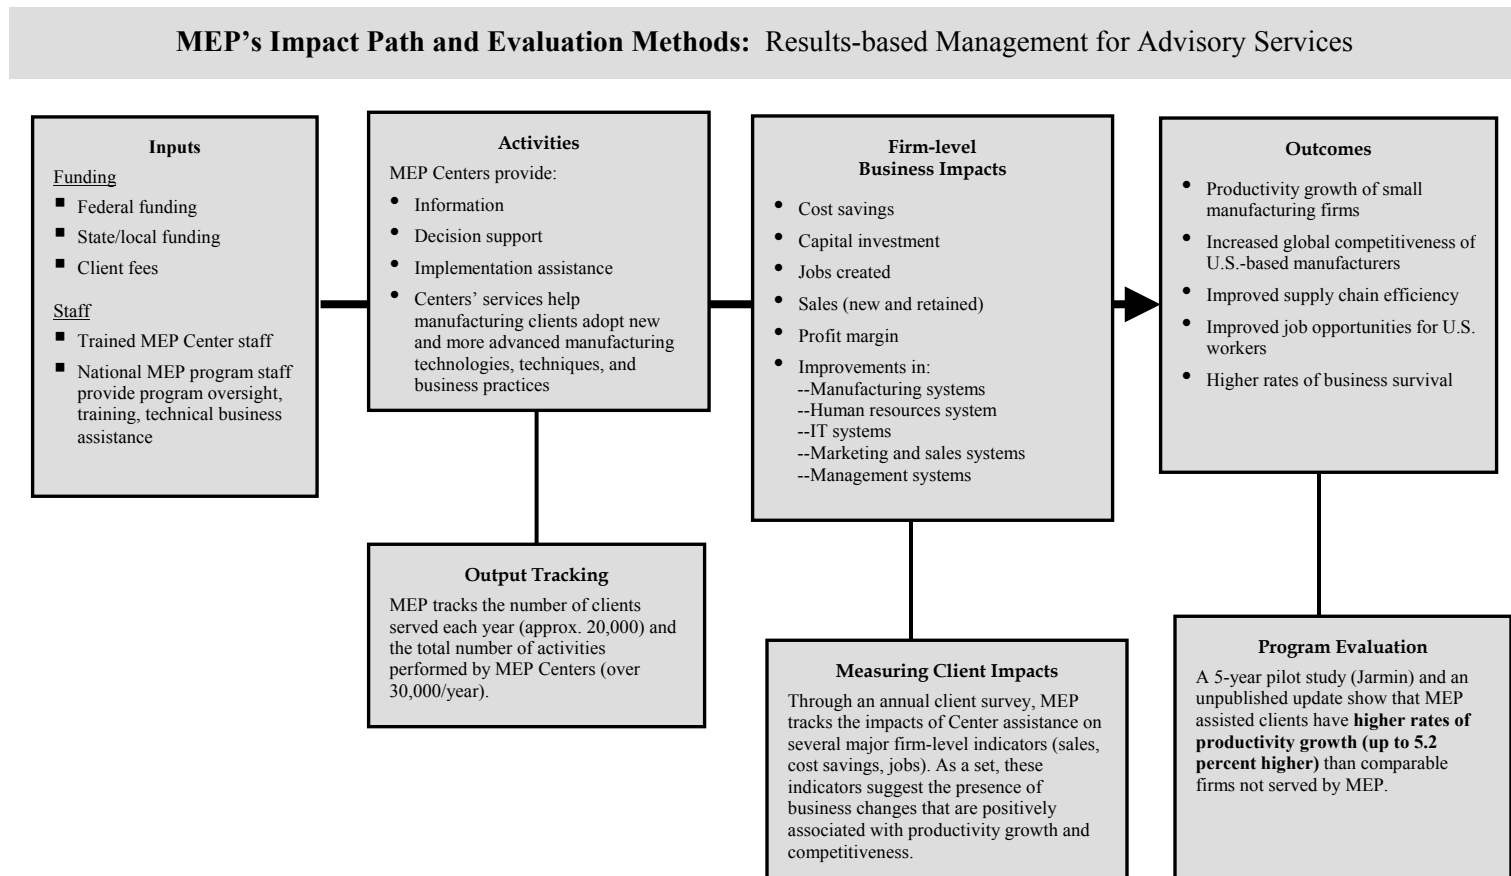 MEP's Impact Path and Evaluation Methods: Results-based Management for Advisory Services
Inputs
Funding
▪ Federal funding
▪ State/local funding
▪ Client fees
Staff
▪ Trained MEP Center staff
▪ National MEP program staff
provide program oversight,
training, technical business
assistance
Activities
MEP Centers provide:
• Information
• Decision support
• Implementation assistance
• Centers' services help
manufacturing clients adopt new
and more advanced manufacturing
technologies, techniques, and
business practices
Firm-level
Business Impacts
• Cost savings
• Capital investment
• Jobs created
• Sales (new and retained)
• Profit margin
• Improvements in:
--Manufacturing systems
--Human resources system
--IT systems
--Marketing and sales systems
--Management systems
Outcomes
• Productivity growth of small
manufacturing firms
• Increased global competitiveness of
U.S.-based manufacturers
• Improved supply chain efficiency
• Improved job opportunities for U.S.
workers
• Higher rates of business survival
Output Tracking
MEP tracks the number of clients
served each year (approx. 20,000) and
the total number of activities
performed by MEP Centers (over
30,000/year).
Measuring Client Impacts
Through an annual client survey, MEP
tracks the impacts of Center assistance on
several major firm-level indicators (sales,
cost savings, jobs). As a set, these
indicators suggest the presence of
business changes that are positively
associated with productivity growth and
competitiveness.
Program Evaluation
A 5-year pilot study (Jarmin) and an
unpublished update show that MEP
assisted clients have higher rates of
productivity growth (up to 5.2
percent higher) than comparable
firms not served by MEP.